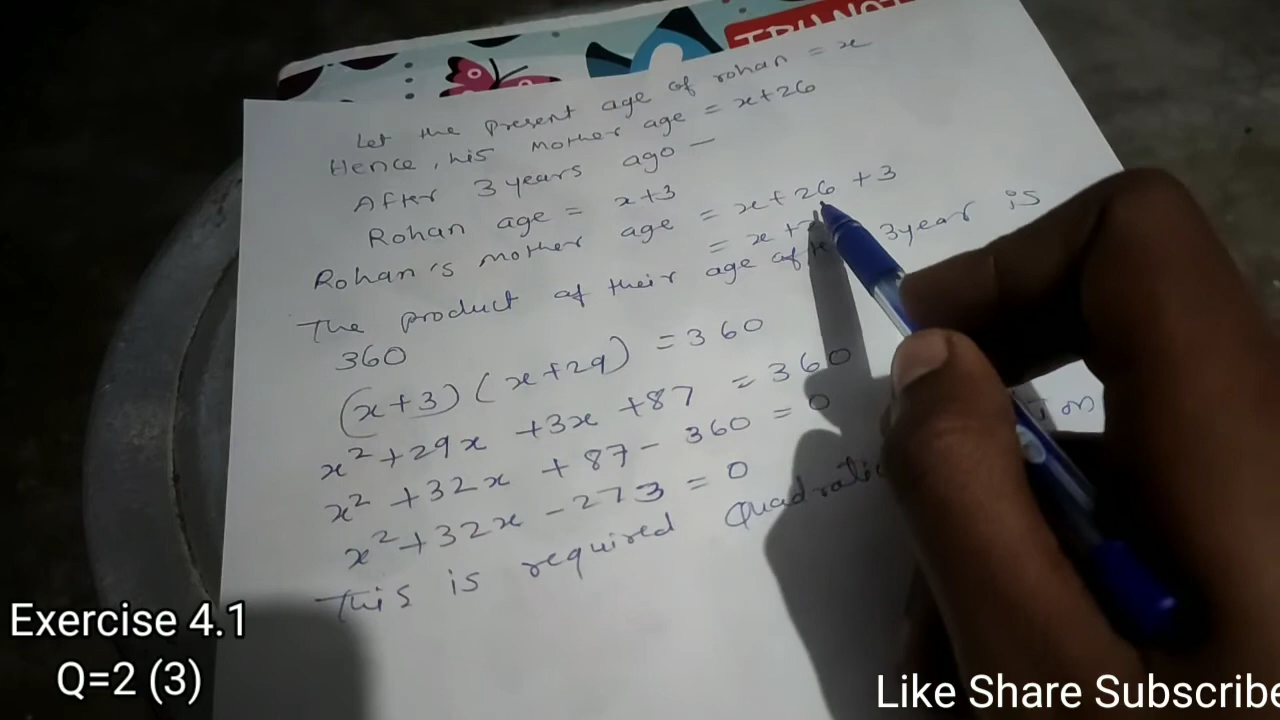 Let the present age of rohan = x
Hence, his mother age = x+26
After 3 years ago —
Rohan age = x+3
Rohan's mother age = x+26 +3
= x +
The product of their age after 3year is
360
(x+3) (x+29) = 360
x² +29x +3x +87 = 360
x² +32x + 87- 360 = 0
x² +32x -273 = 0
This is required Quadratic
Exercise 4.1
Q=2 (3)
Like Share Subscribe